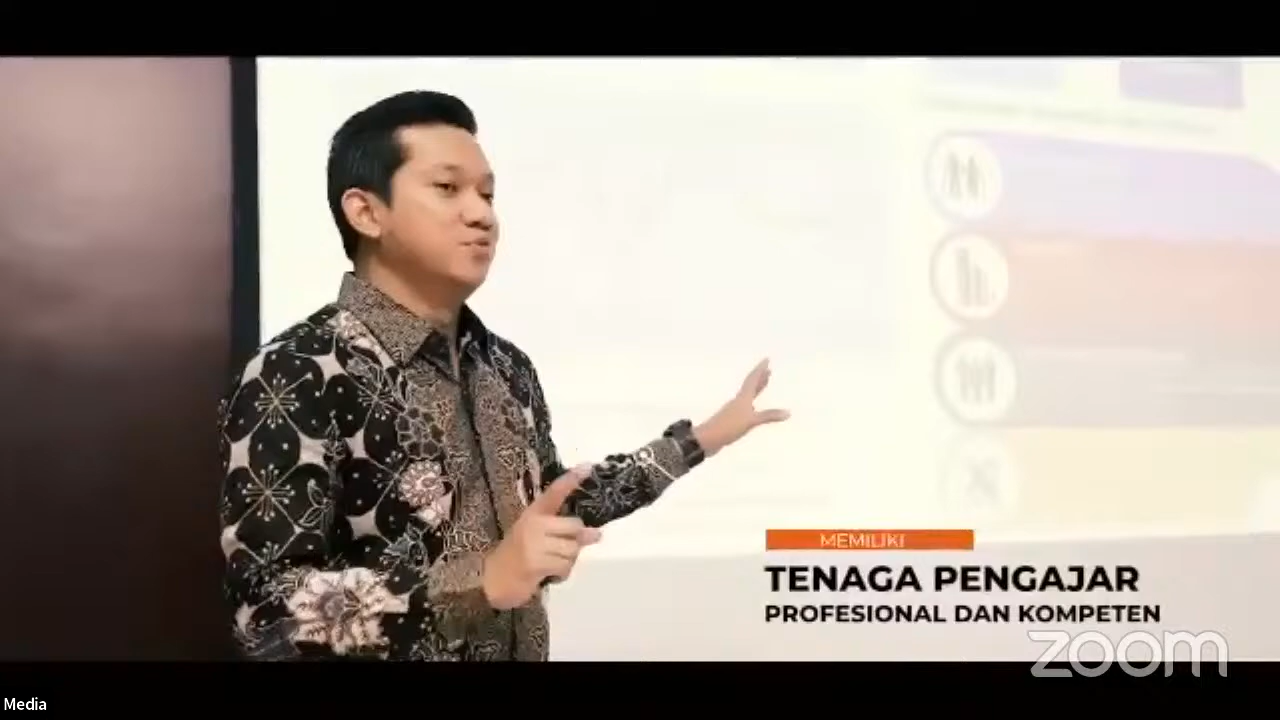 MEMILIKI
TENAGA PENGAJAR
PROFESIONAL DAN KOMPETEN
zoom
Media